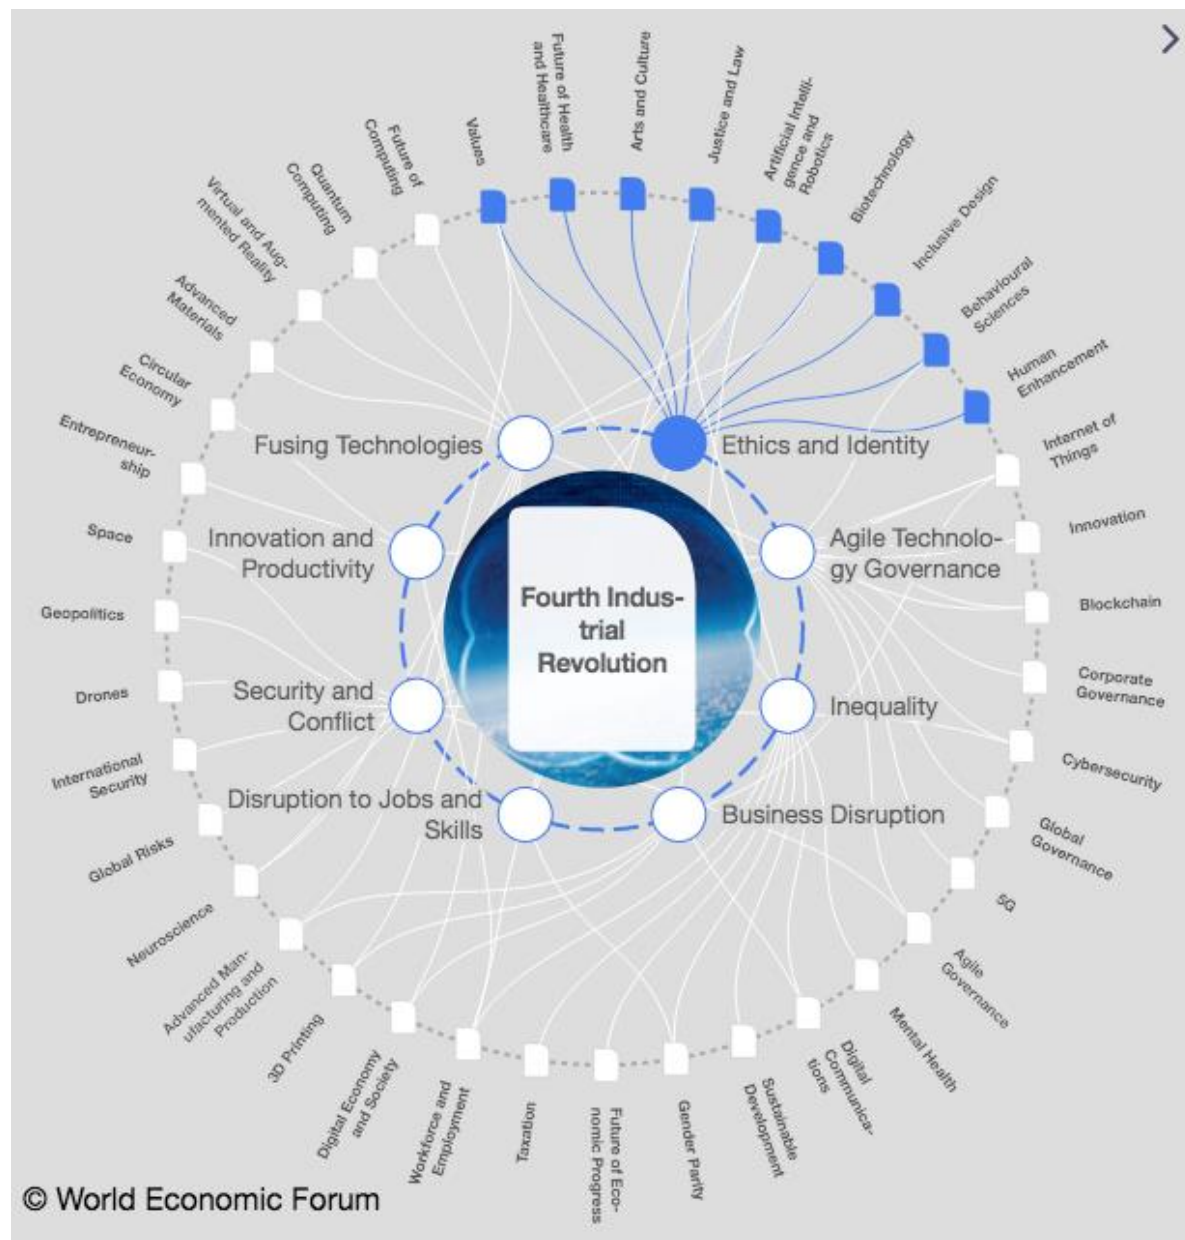 Future of Health
and Healthcare
Arts and Culture
Justice and Law
Artificial Intelli-
gence and
Robotics
Biotechnology
Inclusive Design
Behavioural
Sciences
Human
Enhancement
Internet of
Things
Innovation
Blockchain
Corporate
Governance
Cybersecurity
Global
Governance
5G
Agile
Governance
Mental Health
Digital
Communica-
tions
Sustainable
Development
Gender Parity
Future of Eco-
nomic Progress
Taxation
Workforce and
Employment
Digital Economy
and Society
3D Printing
Advanced Man-
ufacturing and
Production
Neuroscience
Global Risks
International
Security
Drones
Geopolitics
Space
Entrepreneur-
ship
Circular
Economy
Advanced
Materials
Virtual and Aug-
mented Reality
Quantum
Computing
Future of
Computing
Values
Fusing Technologies
Ethics and Identity
Innovation and
Productivity
Agile Technolo-
gy Governance
Security and
Conflict
Inequality
Disruption to Jobs and
Skills
Business Disruption
Fourth Indus-
trial
Revolution
© World Economic Forum